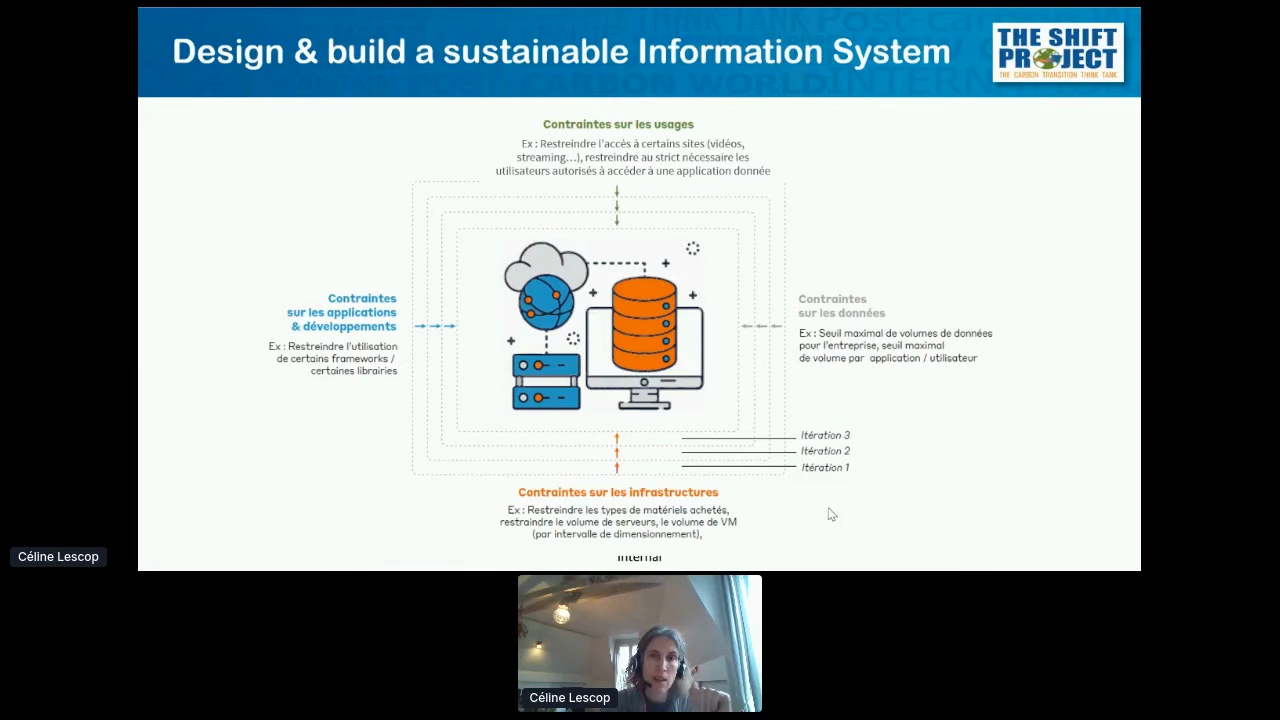 Design & build a sustainable Information System
THE SHIFT
PROJECT
THE CARBON TRANSITION THINK TANK
Contraintes sur les usages
Ex : Restreindre l'accès à certains sites (vidéos,
streaming...), restreindre au strict nécessaire les
utilisateurs autorisés à accéder à une application donnée
Contraintes
sur les applications
& développements
Ex : Restreindre l'utilisation
de certains frameworks /
certaines librairies
Contraintes
sur les données
Ex : Seuil maximal de volumes de données
pour l'entreprise, seuil maximal
de volume par application / utilisateur
Itération 3
Itération 2
Itération 1
Contraintes sur les infrastructures
Ex : Restreindre les types de matériels achetés,
restraindre le volume de serveurs, le volume de VM
(par intervalle de dimensionnement),
Internal
Céline Lescop
Céline Lescop